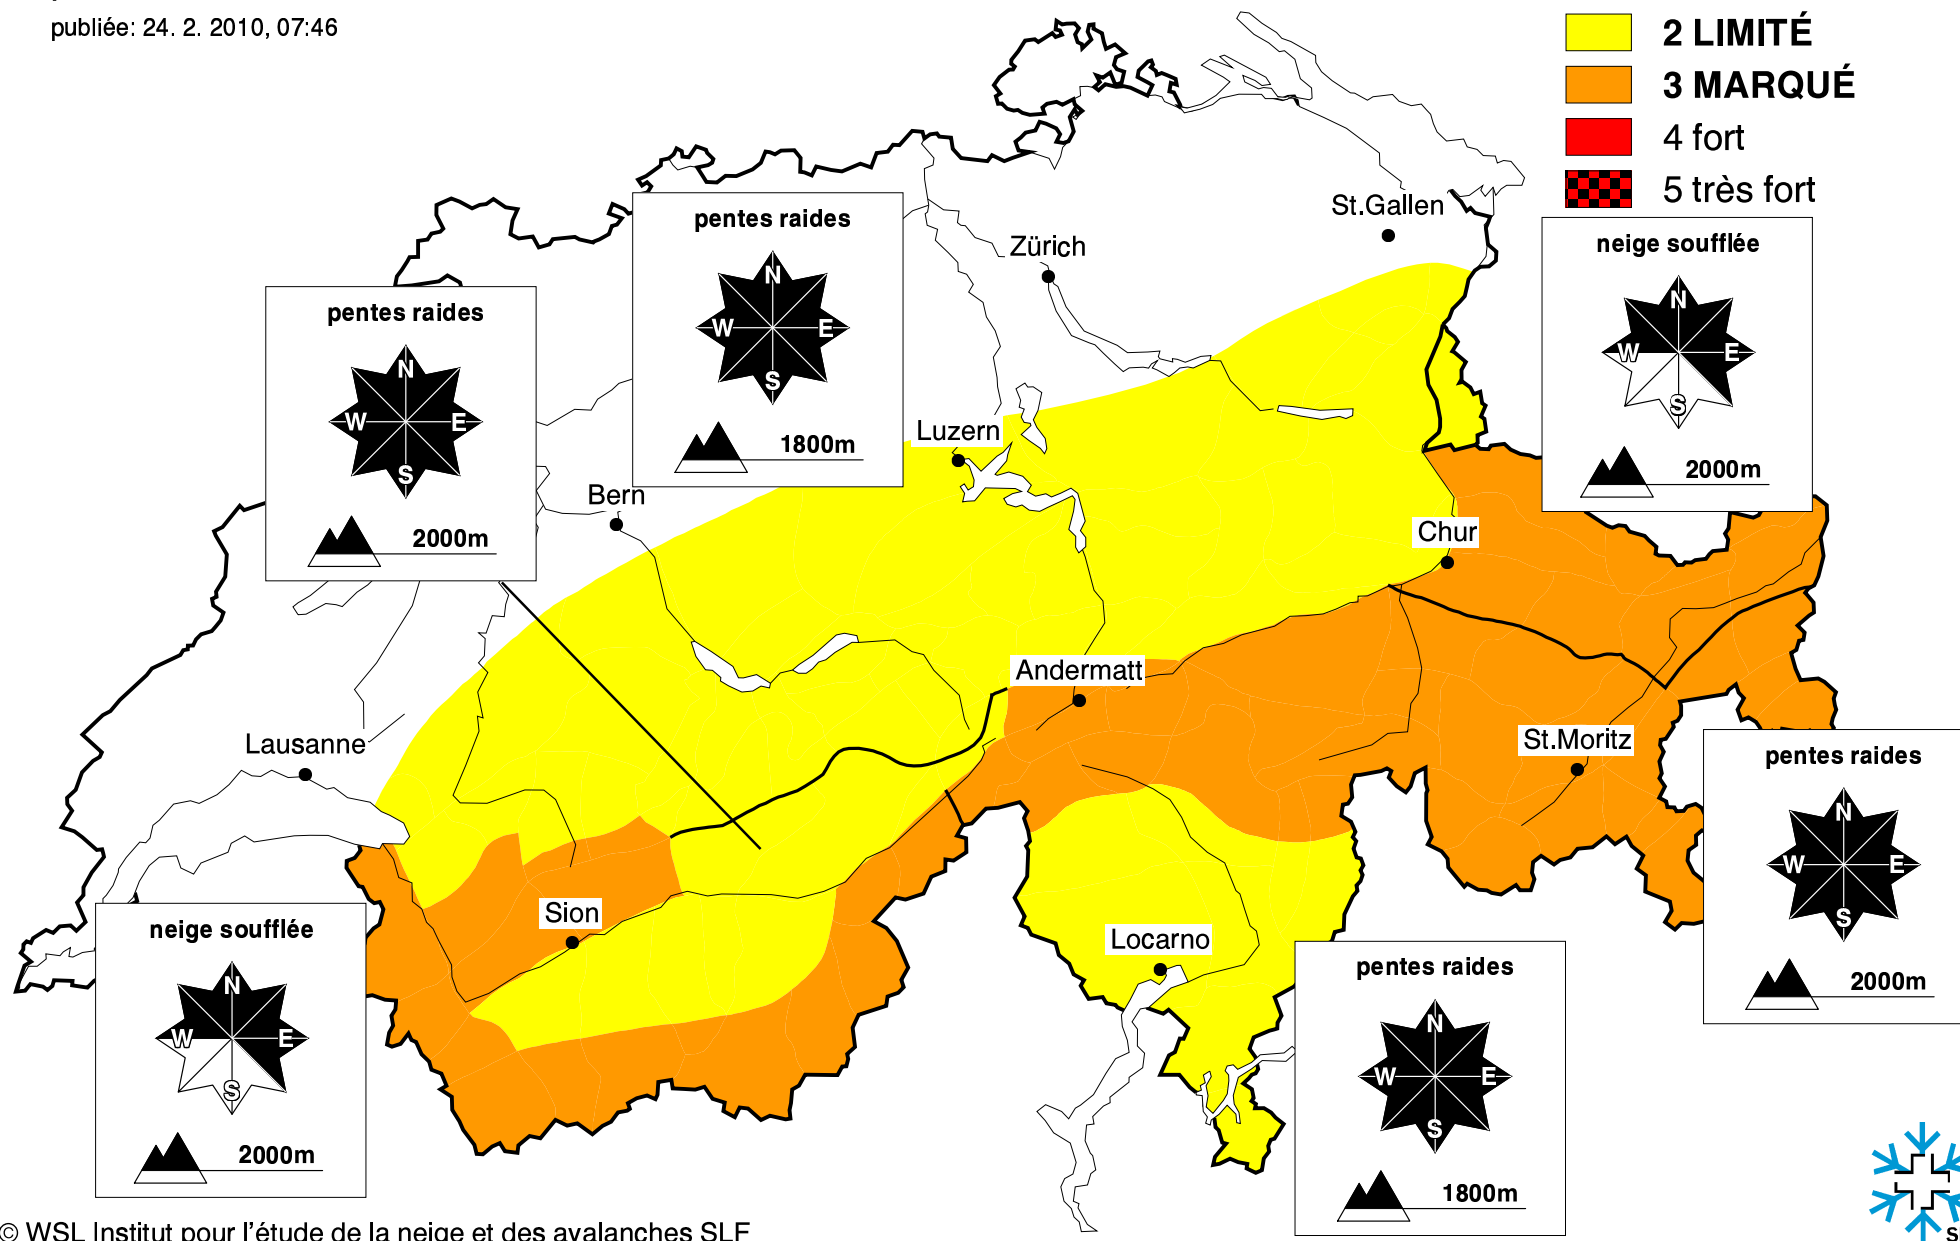 publiée: 24. 2. 2010, 07:46
2 LIMITÉ
3 MARQUÉ
4 fort
5 très fort
St.Gallen
pentes raides
N
W E
S
1800m
Zürich
neige soufflée
N
W E
S
2000m
pentes raides
N
W E
S
2000m
Luzern
Bern
Chur
Andermatt
Lausanne
St.Moritz
pentes raides
N
W E
S
2000m
Sion
neige soufflée
N
W E
S
2000m
Locarno
pentes raides
N
W E
S
1800m
© WSL Institut pour l'étude de la neige et des avalanches SLF
S